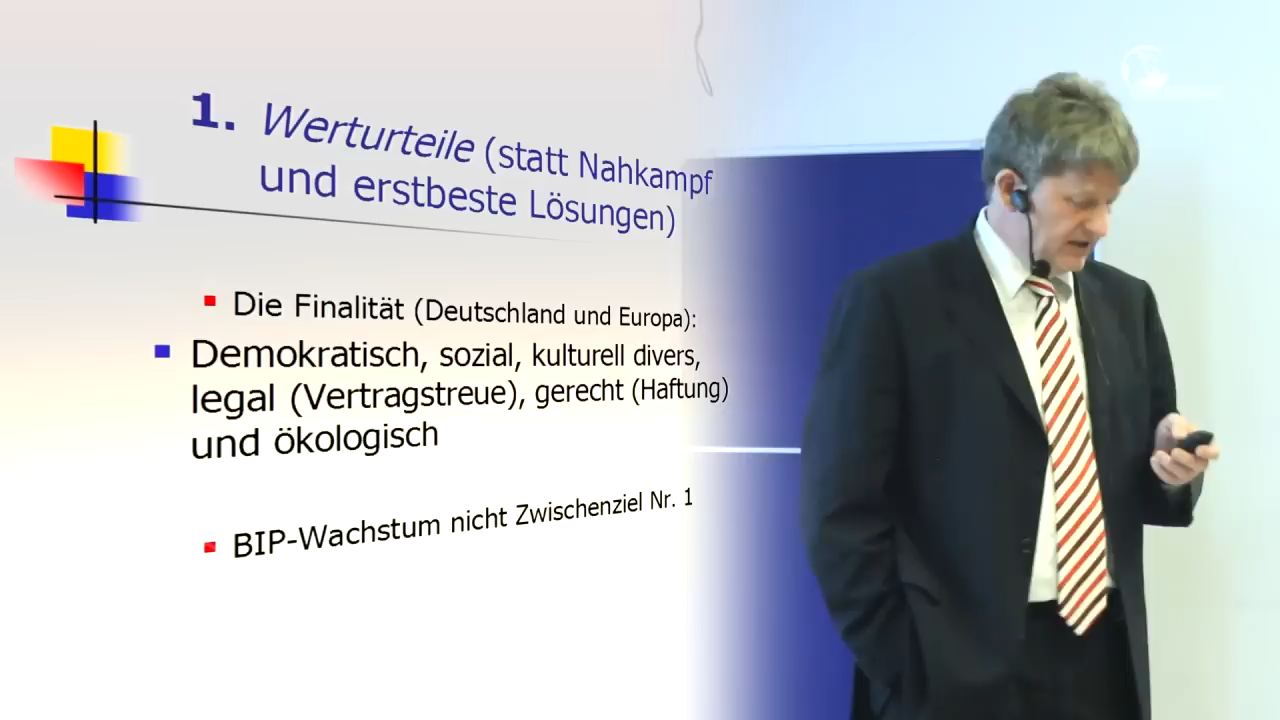 1. Werturteile (statt Nahkampf
und erstbeste Lösungen)
Die Finalität (Deutschland und Europa):
Demokratisch, sozial, kulturell divers,
legal (Vertragstreue), gerecht (Haftung)
und ökologisch
BIP-Wachstum nicht Zwischenziel Nr. 1